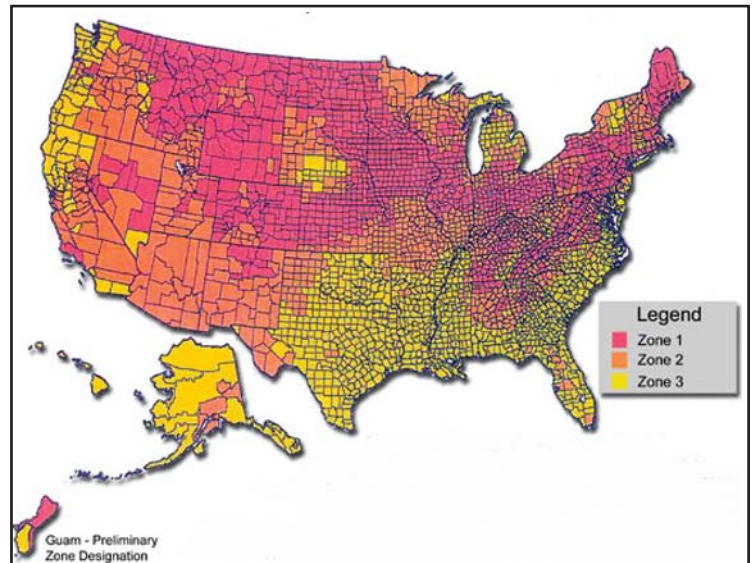 Legend
Zone 1
Zone 2
Zone 3
Guam - Preliminary
Zone Designation